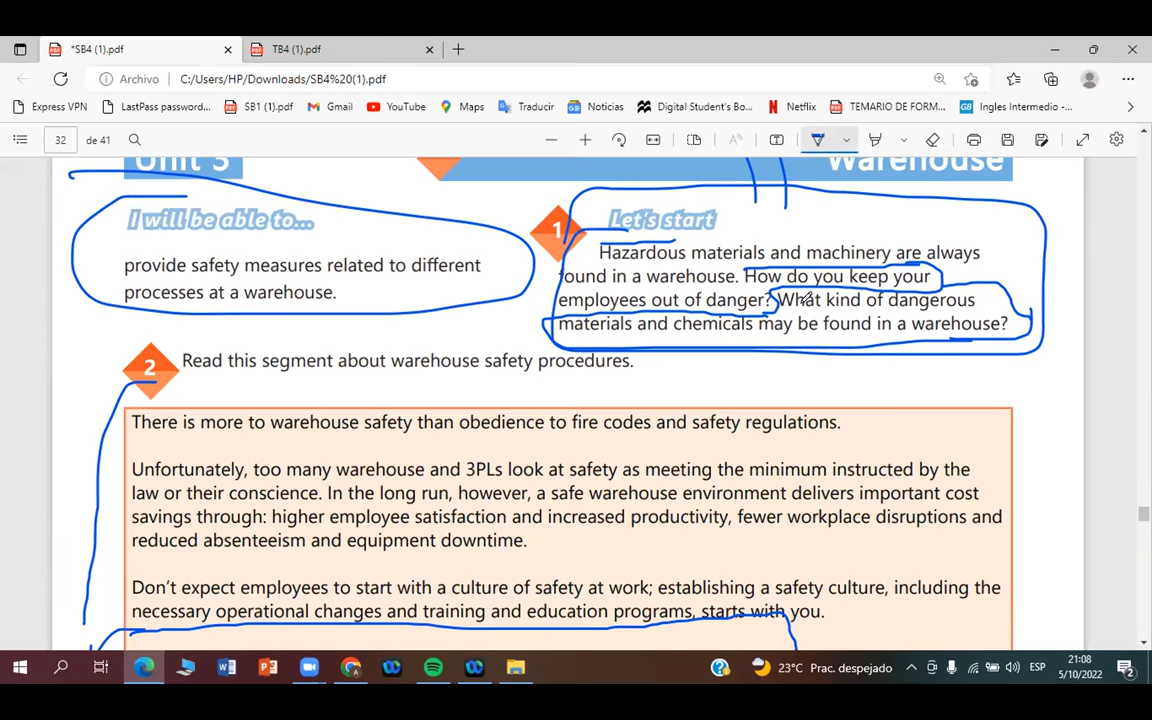 *SB4 (1).pdf
TB4 (1).pdf
Archivo C:/Users/HP/Downloads/SB4%20(1).pdf
Express VPN LastPass password... SB1 (1).pdf Gmail YouTube Maps Traducir Noticias Digital Student's Bo... Netflix TEMARIO DE FORM... Ingles Intermedio -...
32 de 41
Unit 5 Warehouse
I will be able to...
provide safety measures related to different
processes at a warehouse.
1 Let's start
Hazardous materials and machinery are always
found in a warehouse. How do you keep your
employees out of danger? What kind of dangerous
materials and chemicals may be found in a warehouse?
2 Read this segment about warehouse safety procedures.
There is more to warehouse safety than obedience to fire codes and safety regulations.
Unfortunately, too many warehouse and 3PLs look at safety as meeting the minimum instructed by the
law or their conscience. In the long run, however, a safe warehouse environment delivers important cost
savings through: higher employee satisfaction and increased productivity, fewer workplace disruptions and
reduced absenteeism and equipment downtime.
Don't expect employees to start with a culture of safety at work; establishing a safety culture, including the
necessary operational changes and training and education programs, starts with you.
23°C Prac. despejado ESP 21:08
5/10/2022 2